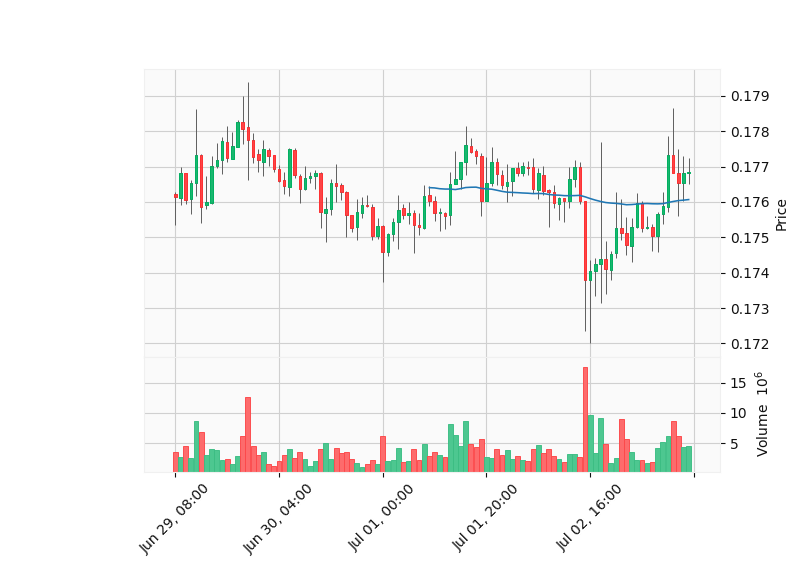 0.179
0.178
0.177
0.176
0.175
0.174
0.173
0.172
Price
15
10
5
Volume 10^6
Jun 29, 08:00
Jun 30, 04:00
Jul 01, 00:00
Jul 01, 20:00
Jul 02, 16:00